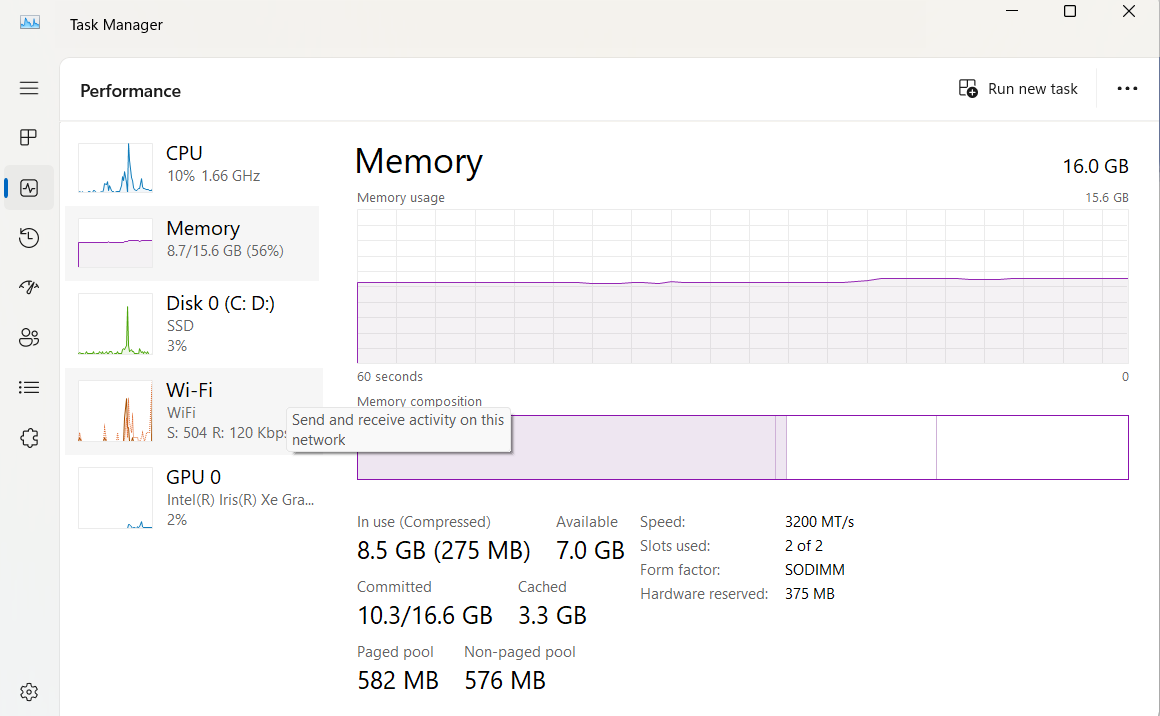 Task Manager
Performance
Run new task
CPU
10% 1.66 GHz
Memory
8.7/15.6 GB (56%)
Disk 0 (C: D:)
SSD
3%
Wi-Fi
WiFi
S: 504 R: 120 Kbps
GPU 0
Intel(R) Iris(R) Xe Gra...
2%
Memory
16.0 GB
Memory usage
15.6 GB
60 seconds
0
Memory composition
Send and receive activity on this
network
In use (Compressed)
8.5 GB (275 MB)
Available
7.0 GB
Committed
10.3/16.6 GB
Cached
3.3 GB
Paged pool
582 MB
Non-paged pool
576 MB
Speed:
3200 MT/s
Slots used:
2 of 2
Form factor:
SODIMM
Hardware reserved:
375 MB